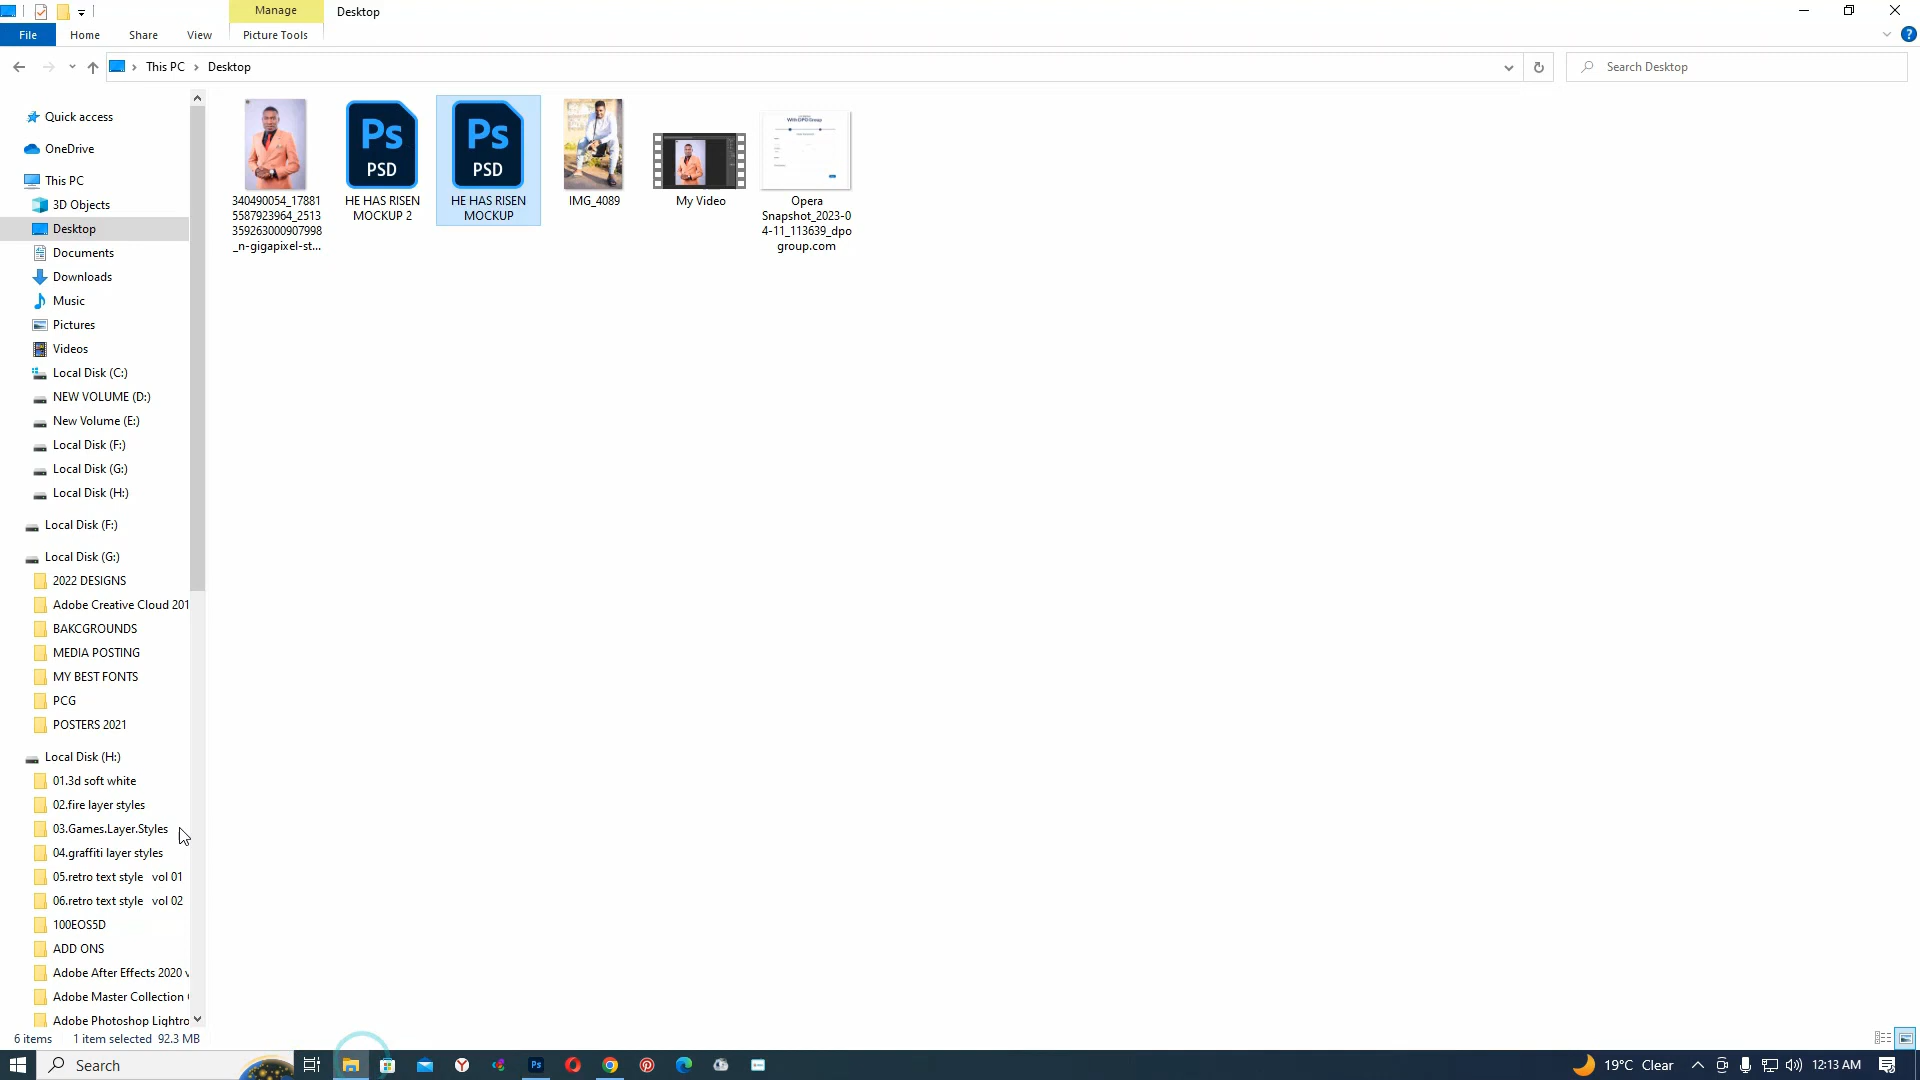 Manage
Desktop
File
Home
Share
View
Picture Tools
?
This PC
Desktop
Search Desktop
Quick access
OneDrive
This PC
3D Objects
Desktop
Documents
Downloads
Music
Pictures
Videos
Local Disk (C:)
NEW VOLUME (D:)
New Volume (E:)
Local Disk (F:)
Local Disk (G:)
Local Disk (H:)
Local Disk (F:)
Local Disk (G:)
2022 DESIGNS
Adobe Creative Cloud 201
BAKCGROUNDS
MEDIA POSTING
MY BEST FONTS
PCG
POSTERS 2021
Local Disk (H:)
01.3d soft white
02.fire layer styles
03.Games.Layer.Styles
04.graffiti layer styles
05.retro text style vol 01
06.retro text style vol 02
100EOS5D
ADD ONS
Adobe After Effects 2020 v
Adobe Master Collection
Adobe Photoshop Lightro
340490054_17881
5587923964_2513
359263000907998
_n-gigapixel-st...
Ps
PSD
HE HAS RISEN
MOCKUP 2
Ps
PSD
HE HAS RISEN
MOCKUP
IMG_4089
My Video
With DPO Group
Opera
Snapshot_2023-0
4-11_113639_dpo
group.com
6 items
1 item selected 92.3 MB
Search
Ps
19°C Clear
12:13 AM